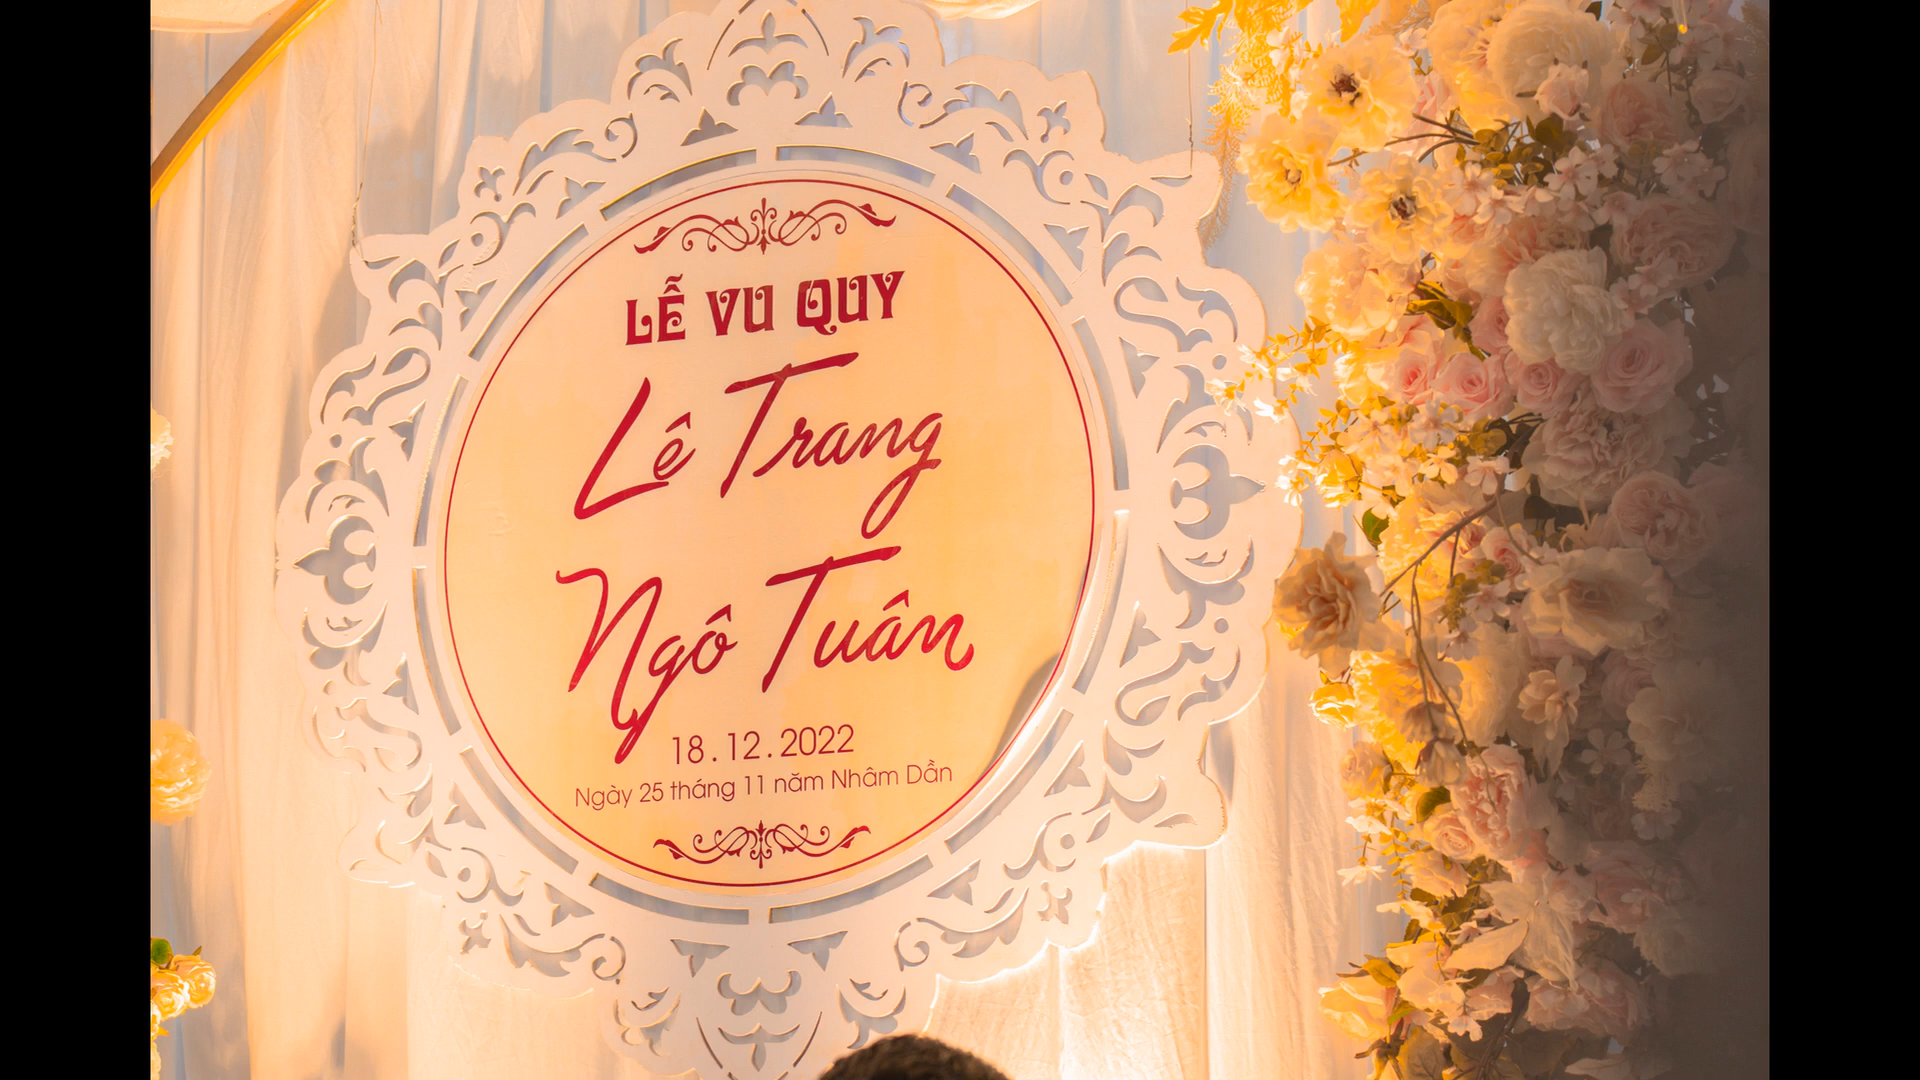 LỄ VU QUY
Lê Trang
Ngô Tuân
18.12.2022
Ngày 25 tháng 11 năm Nhâm Dần